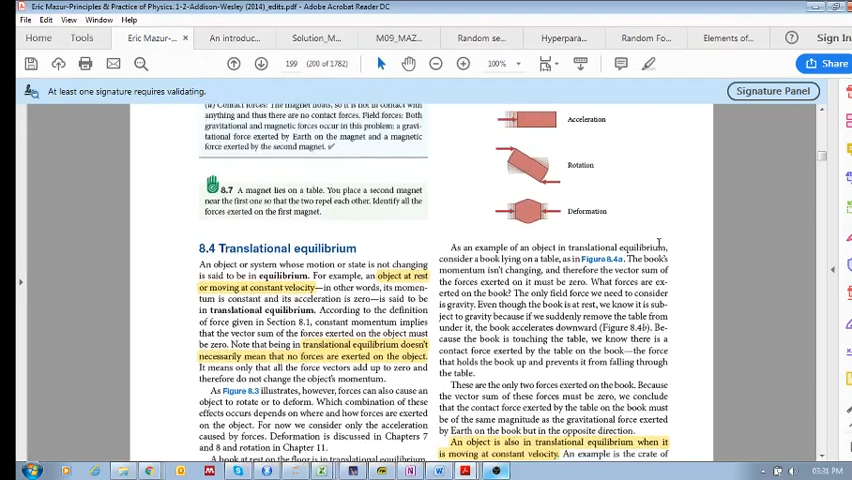 Eric Mazur-Principles & Practice of Physics. 1-2-Addison-Wesley (2014)_edits.pdf - Adobe Acrobat Reader DC
File Edit View Window Help
Home Tools Eric Mazur-... × An introduc... Solution_M... M09_MAZ... Random se... Hyperpara... Random Fo... Elements of... Sign In
199 (200 of 1782) 100% Share
At least one signature requires validating. Signature Panel
(a) Contact forces: The magnet floats, so it is not in contact with
anything and thus there are no contact forces. Field forces: Both
gravitational and magnetic forces occur in this problem: a gravi-
tational force exerted by Earth on the magnet and a magnetic
force exerted by the second magnet. ✓
8.7 A magnet lies on a table. You place a second magnet
near the first one so that the two repel each other. Identify all the
forces exerted on the first magnet.
8.4 Translational equilibrium
An object or system whose motion or state is not changing
is said to be in equilibrium. For example, an object at rest
or moving at constant velocity—in other words, its momen-
tum is constant and its acceleration is zero—is said to be
in translational equilibrium. According to the definition
of force given in Section 8.1, constant momentum implies
that the vector sum of the forces exerted on the object must
be zero. Note that being in translational equilibrium doesn't
necessarily mean that no forces are exerted on the object.
It means only that all the force vectors add up to zero and
therefore do not change the object's momentum.
As Figure 8.3 illustrates, however, forces can also cause an
object to rotate or to deform. Which combination of these
effects occurs depends on where and how forces are exerted
on the object. For now we consider only the acceleration
caused by forces. Deformation is discussed in Chapters 7
and 8 and rotation in Chapter 11.
A book at rest on the floor is in translational equilibrium
Acceleration
Rotation
Deformation
As an example of an object in translational equilibrium,
consider a book lying on a table, as in Figure 8.4a. The book's
momentum isn't changing, and therefore the vector sum of
the forces exerted on it must be zero. What forces are ex-
erted on the book? The only field force we need to consider
is gravity. Even though the book is at rest, we know it is sub-
ject to gravity because if we suddenly remove the table from
under it, the book accelerates downward (Figure 8.4b). Be-
cause the book is touching the table, we know there is a
contact force exerted by the table on the book—the force
that holds the book up and prevents it from falling through
the table.
These are the only two forces exerted on the book. Because
the vector sum of these forces must be zero, we conclude
that the contact force exerted by the table on the book must
be of the same magnitude as the gravitational force exerted
by Earth on the book but in the opposite direction.
An object is also in translational equilibrium when it
is moving at constant velocity. An example is the crate of
03:31 PM